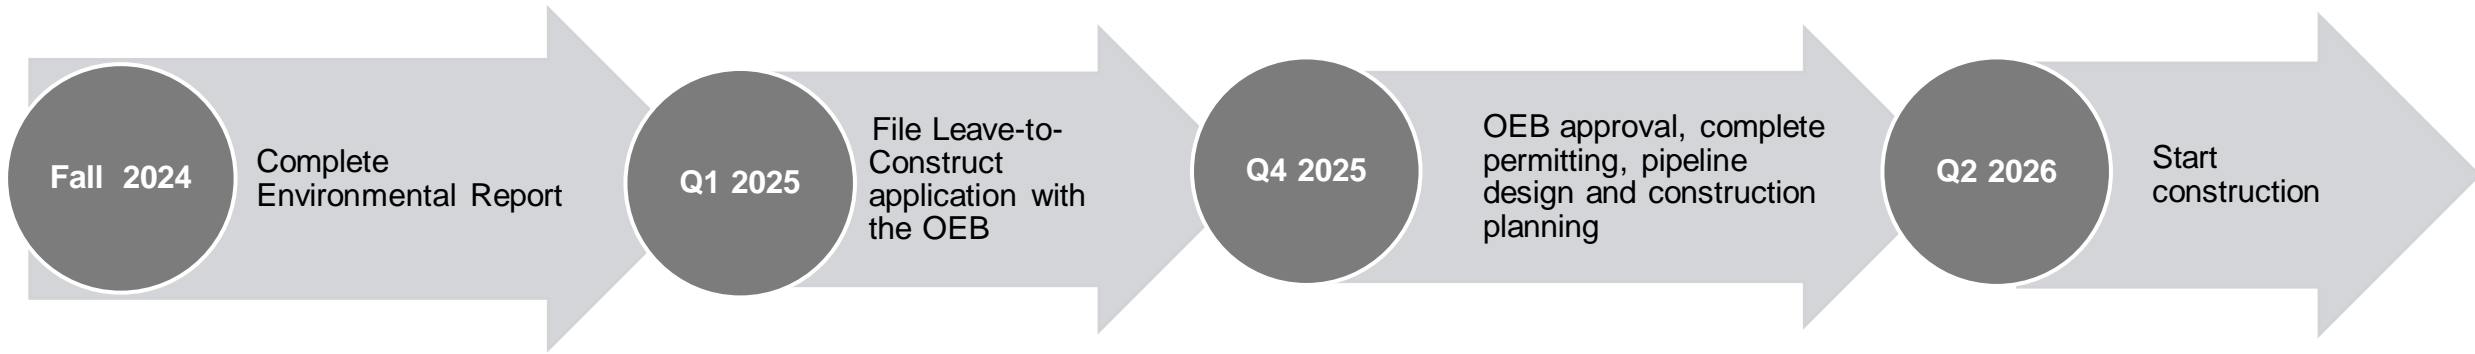 Fall 2024
Complete
Environmental Report
Q1 2025
File Leave-to-
Construct
application with
the OEB
Q4 2025
OEB approval, complete
permitting, pipeline
design and construction
planning
Q2 2026
Start
construction